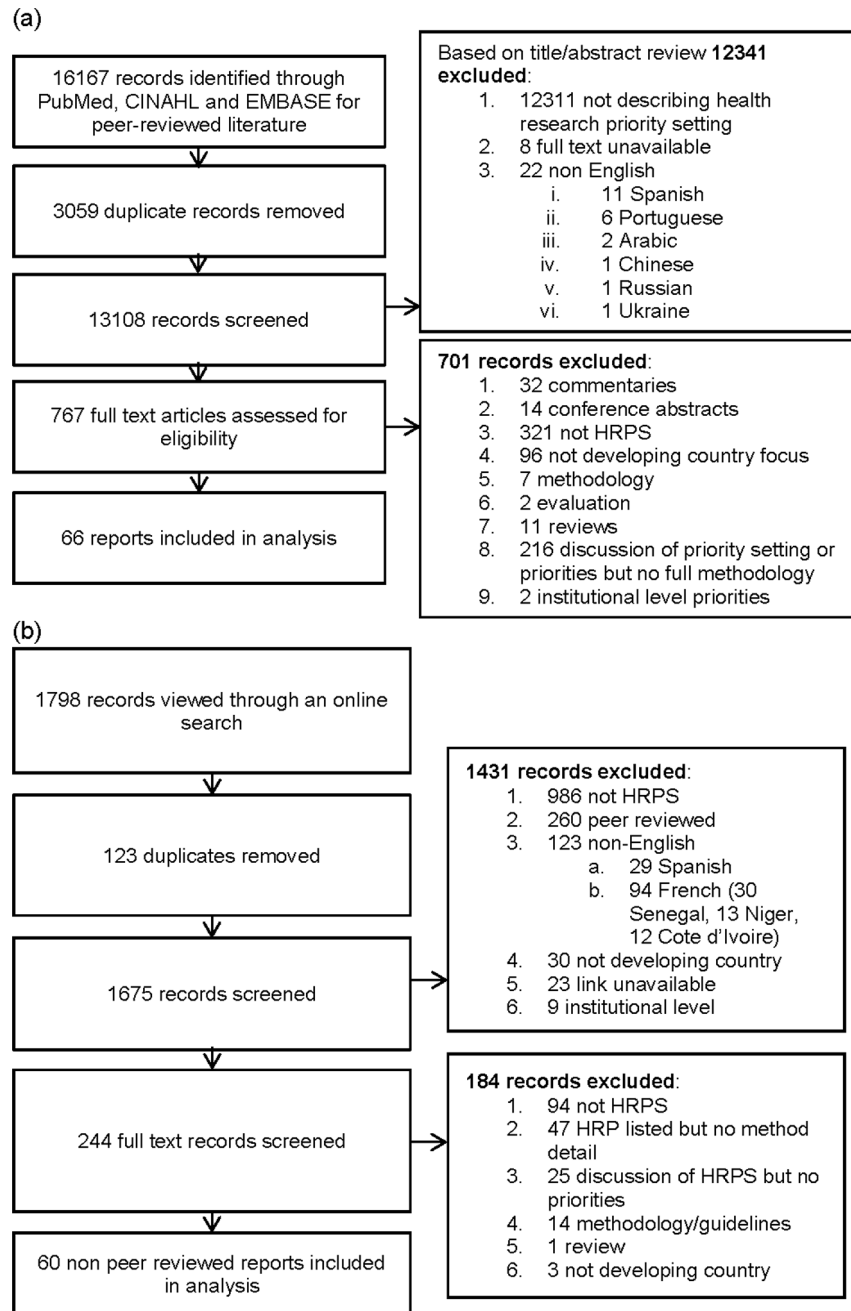 (a)
16167 records identified through
PubMed, CINAHL and EMBASE for
peer-reviewed literature
3059 duplicate records removed
13108 records screened
767 full text articles assessed for
eligibility
66 reports included in analysis
Based on title/abstract review 12341
excluded:
1. 12311 not describing health
research priority setting
2. 8 full text unavailable
3. 22 non English
i. 11 Spanish
ii. 6 Portuguese
iii. 2 Arabic
iv. 1 Chinese
v. 1 Russian
vi. 1 Ukraine
701 records excluded:
1. 32 commentaries
2. 14 conference abstracts
3. 321 not HRPS
4. 96 not developing country focus
5. 7 methodology
6. 2 evaluation
7. 11 reviews
8. 216 discussion of priority setting or
priorities but no full methodology
9. 2 institutional level priorities
(b)
1798 records viewed through an online
search
123 duplicates removed
1675 records screened
244 full text records screened
60 non peer reviewed reports included
in analysis
1431 records excluded:
1. 986 not HRPS
2. 260 peer reviewed
3. 123 non-English
a. 29 Spanish
b. 94 French (30
Senegal, 13 Niger,
12 Cote d'Ivoire)
4. 30 not developing country
5. 23 link unavailable
6. 9 institutional level
184 records excluded:
1. 94 not HRPS
2. 47 HRP listed but no method
detail
3. 25 discussion of HRPS but no
priorities
4. 14 methodology/guidelines
5. 1 review
6. 3 not developing country